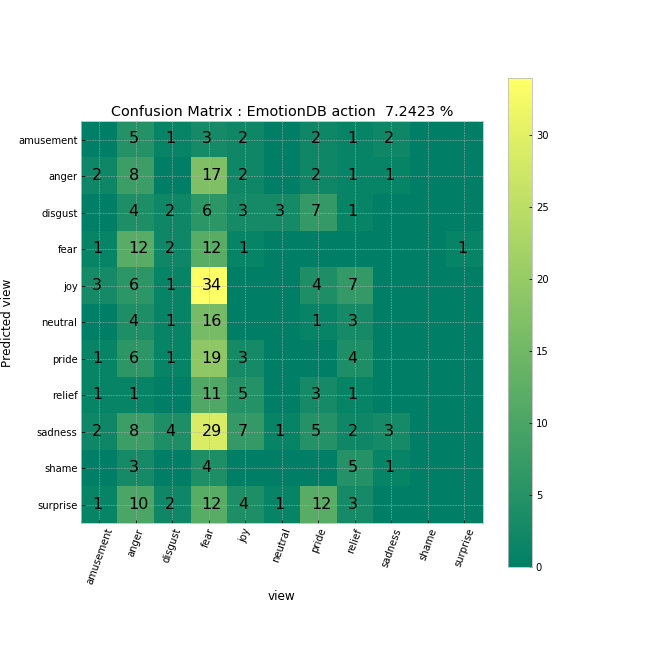 Confusion Matrix : EmotionDB action  7.2423 %
amusement 5 1 3 2 2 1 2
anger 2 8 17 2 2 1 1
disgust 4 2 6 3 3 7 1
fear 1 12 2 12 1 1
joy 3 6 1 34 4 7
neutral 4 1 16 1 3
pride 1 6 1 19 3 4
relief 1 1 11 5 3 1
sadness 2 8 4 29 7 1 5 2 3
shame 3 4 5 1
surprise 1 10 2 12 4 1 12 3
amusement anger disgust fear joy neutral pride relief sadness shame surprise
view
Predicted view
30
25
20
15
10
5
0